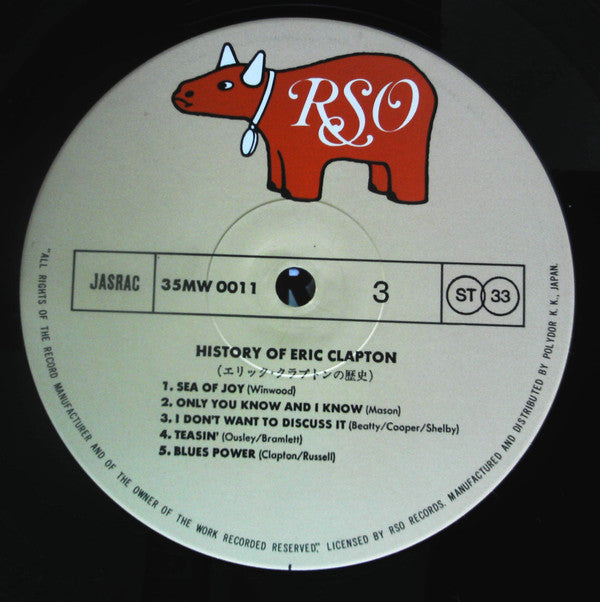 RSO
JASRAC
35MW 0011
3
ST 33
HISTORY OF ERIC CLAPTON
(エリック・クラプトンの歴史)
1. SEA OF JOY (Winwood)
2. ONLY YOU KNOW AND I KNOW (Mason)
3. I DON'T WANT TO DISCUSS IT (Beatty/Cooper/Shelby)
4. TEASIN' (Ousley/Bramlett)
5. BLUES POWER (Clapton/Russell)
"ALL RIGHTS OF THE RECORD MANUFACTURER AND OF THE OWNER OF THE WORK RECORDED RESERVED", LICENSED BY RSO RECORDS. MANUFACTURED AND DISTRIBUTED BY POLYDOR K. K., JAPAN.